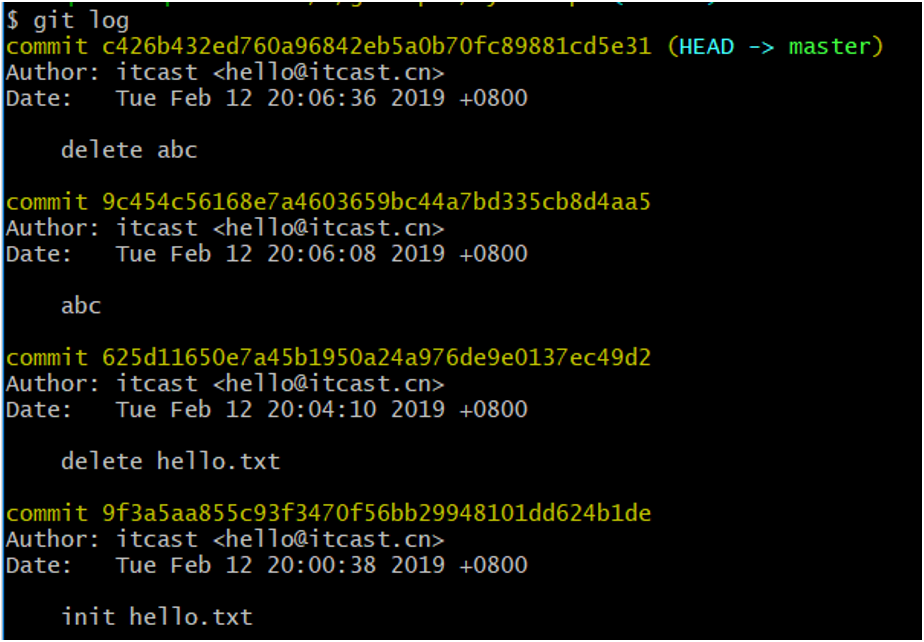 $ git log
commit c426b432ed760a96842eb5a0b70fc89881cd5e31 (HEAD -> master)
Author: itcast <hello@itcast.cn>
Date:   Tue Feb 12 20:06:36 2019 +0800
delete abc
commit 9c454c56168e7a4603659bc44a7bd335cb8d4aa5
Author: itcast <hello@itcast.cn>
Date:   Tue Feb 12 20:06:08 2019 +0800
abc
commit 625d11650e7a45b1950a24a976de9e0137ec49d2
Author: itcast <hello@itcast.cn>
Date:   Tue Feb 12 20:04:10 2019 +0800
delete hello.txt
commit 9f3a5aa855c93f3470f56bb29948101dd624b1de
Author: itcast <hello@itcast.cn>
Date:   Tue Feb 12 20:00:38 2019 +0800
init hello.txt